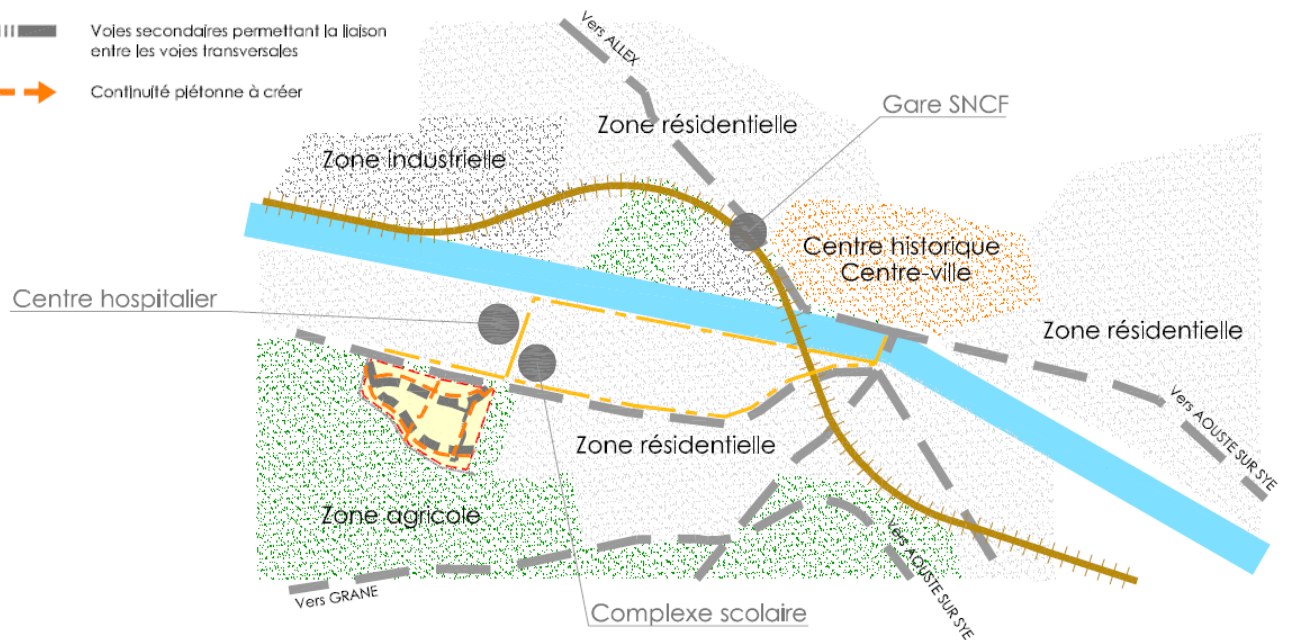 Voies secondaires permettant la liaison
entre les voies transversales
Continuité piétonne à créer
Vers ALLEX
Gare SNCF
Zone résidentielle
Zone industrielle
Centre historique
Centre-ville
Centre hospitalier
Zone résidentielle
Vers AOUSTE SUR SYE
Zone résidentielle
Zone agricole
Vers AOUSTE SUR SYE
Vers GRANE
Complexe scolaire